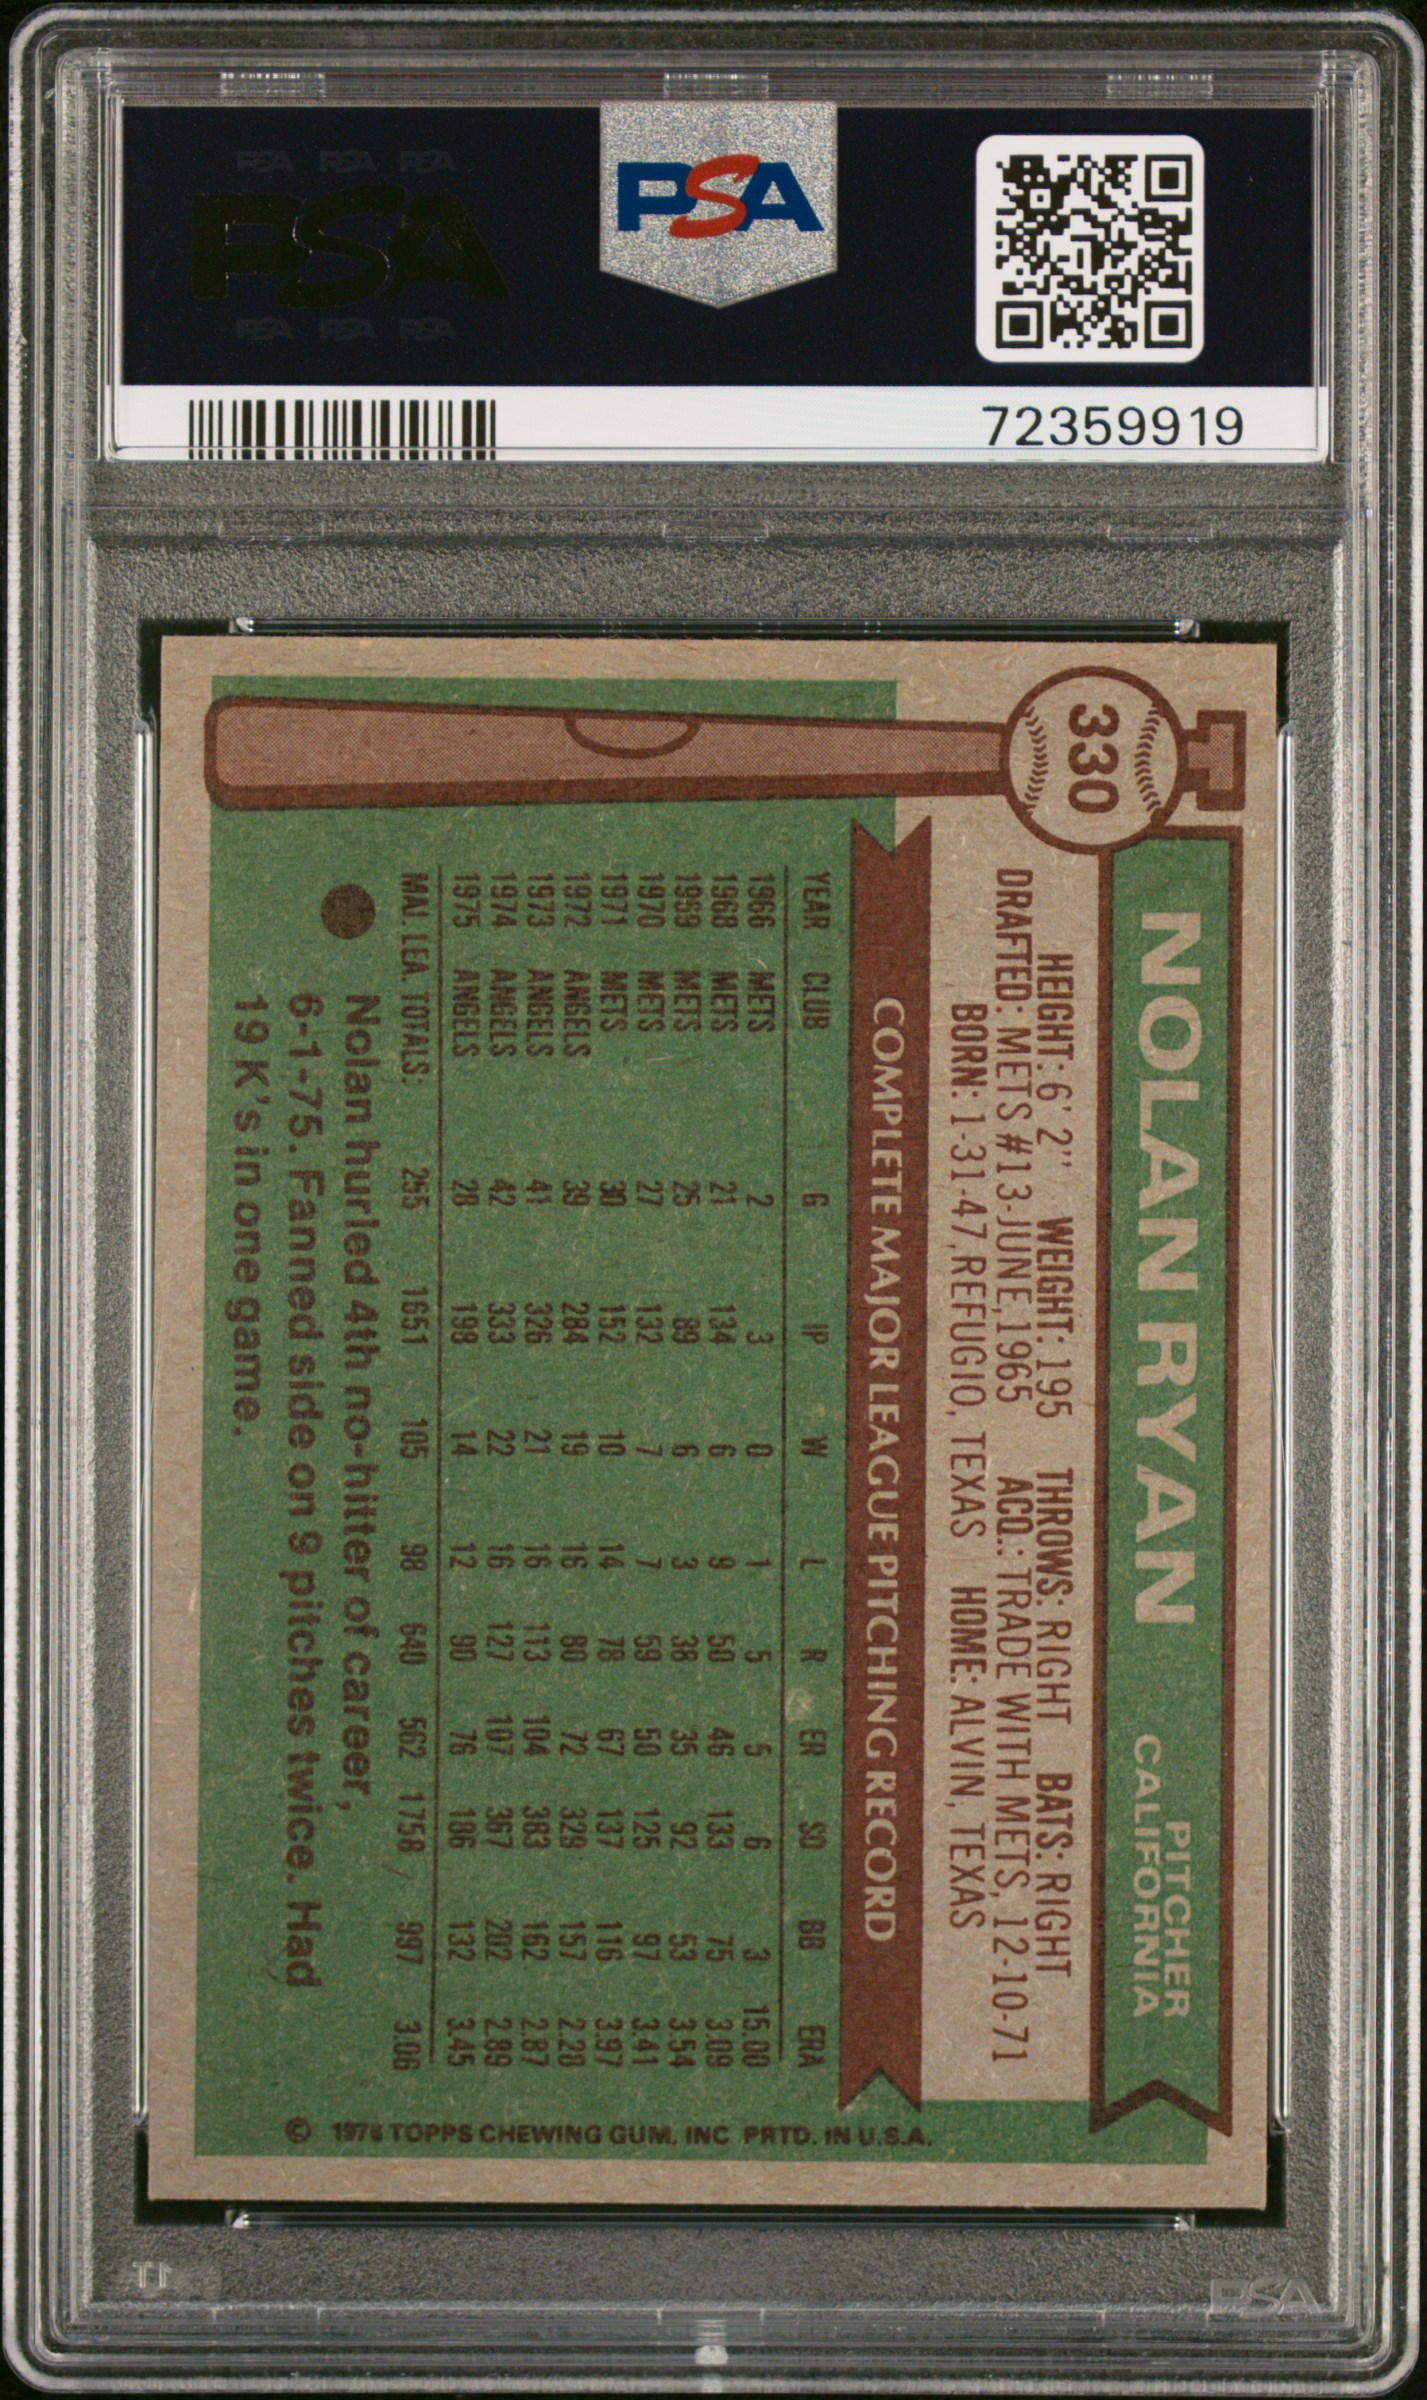 PSA PSA PSA
PSA
PSA PSA PSA
PSA
72359919
330
T
NOLAN RYAN
PITCHER
CALIFORNIA
HEIGHT: 6' 2" WEIGHT: 195 THROWS: RIGHT BATS: RIGHT
DRAFTED: METS #13-JUNE, 1965 ACQ.: TRADE WITH METS, 12-10-71
BORN: 1-31-47, REFUGIO, TEXAS HOME: ALVIN, TEXAS
COMPLETE MAJOR LEAGUE PITCHING RECORD
YEAR CLUB G IP W L R ER SO BB ERA
1966 METS 2 3 0 1 5 5 6 3 15.00
1968 METS 21 134 6 9 50 46 133 75 3.09
1969 METS 25 89 6 3 38 35 92 53 3.54
1970 METS 27 132 7 7 59 50 125 97 3.41
1971 METS 30 152 10 14 78 67 137 116 3.97
1972 ANGELS 39 284 19 16 80 72 329 157 2.28
1973 ANGELS 41 326 21 16 113 104 383 162 2.87
1974 ANGELS 42 333 22 16 127 107 367 202 2.89
1975 ANGELS 28 198 14 12 90 76 186 132 3.45
MAJ. LEA. TOTALS: 255 1651 105 98 640 562 1758 997 3.06
Nolan hurled 4th no-hitter of career,
6-1-75. Fanned side on 9 pitches twice. Had
19 K's in one game.
© 1976 TOPPS CHEWING GUM, INC PRTD. IN U.S.A.
PSA